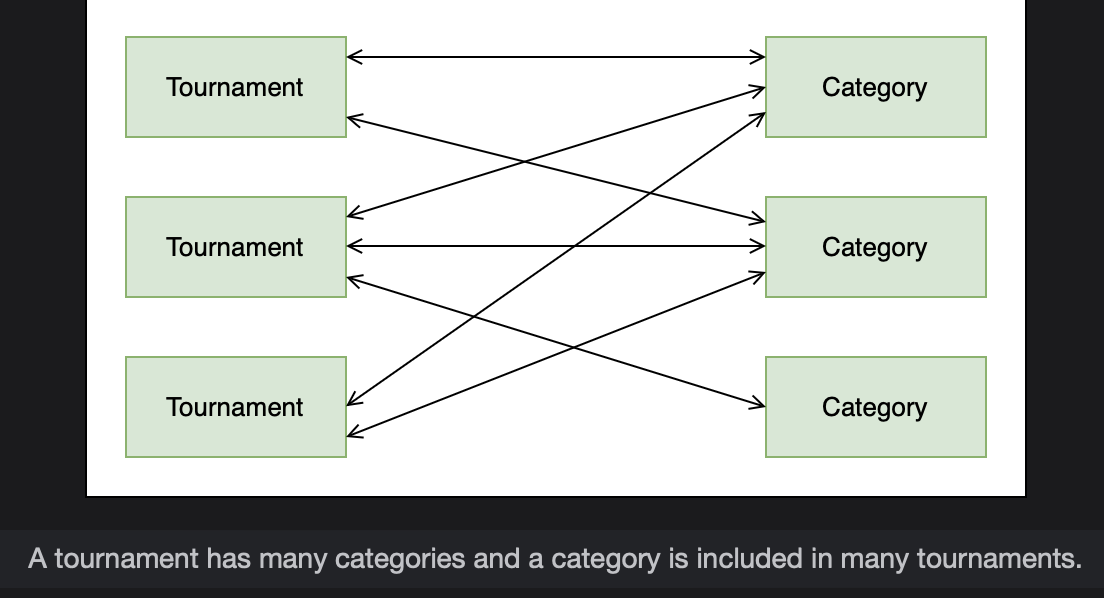 Tournament
Category
Tournament
Category
Tournament
Category
A tournament has many categories and a category is included in many tournaments.